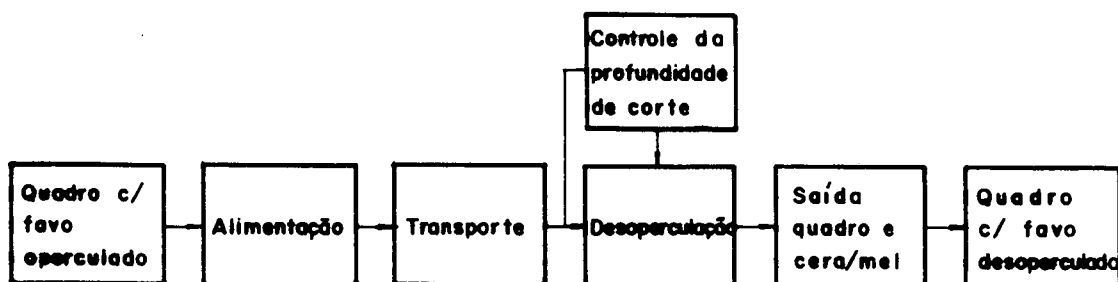 Controle da
profundidade
de corte
Quadro c/
favo
operculado
Alimentação
Transporte
Desoperculação
Saída
quadro e
cera/mel
Quadro
c/ favo
desoperculado